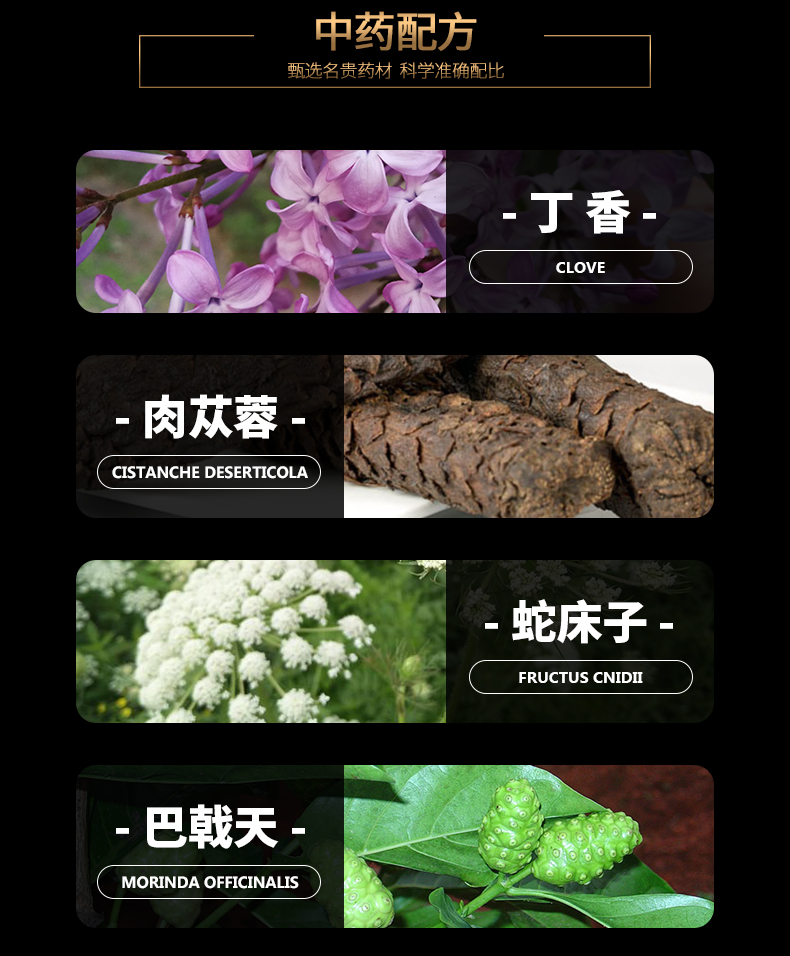 中药配方
甄选名贵药材 科学准确配比
- 丁 香 -
CLOVE
- 肉苁蓉 -
CISTANCHE DESERTICOLA
- 蛇床子 -
FRUCTUS CNIDII
- 巴戟天 -
MORINDA OFFICINALIS